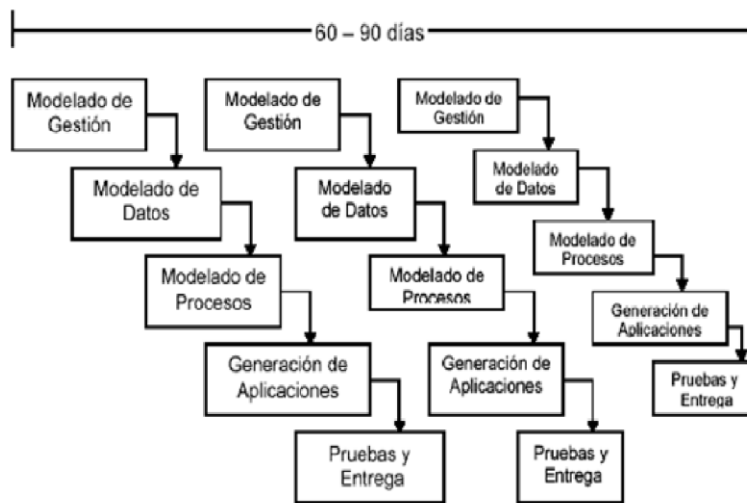 60 – 90 días
Modelado de
Gestión
Modelado de
Datos
Modelado de
Procesos
Generación de
Aplicaciones
Pruebas y
Entrega
Modelado de
Gestión
Modelado
de Datos
Modelado de
Procesos
Generación de
Aplicaciones
Pruebas y
Entrega
Modelado de
Gestión
Modelado
de Datos
Modelado de
Procesos
Generación de
Aplicaciones
Pruebas y
Entrega